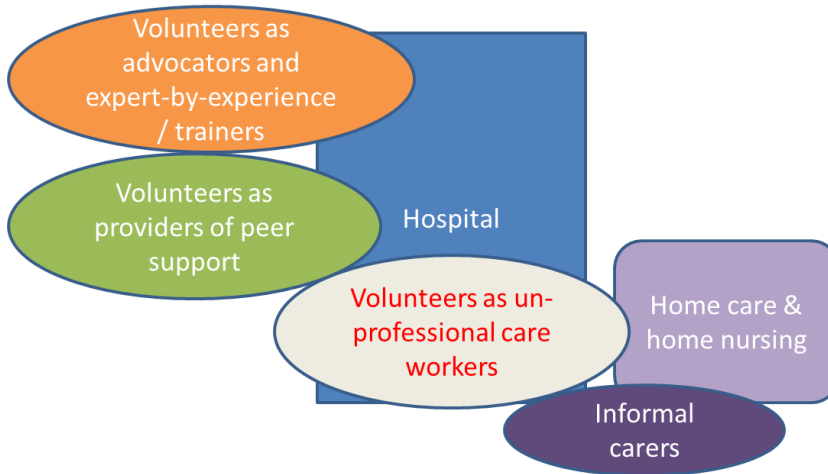 Volunteers as
advocators and
expert-by-experience
/ trainers
Volunteers as
providers of peer
support
Hospital
Volunteers as un-
professional care
workers
Home care &
home nursing
Informal
carers